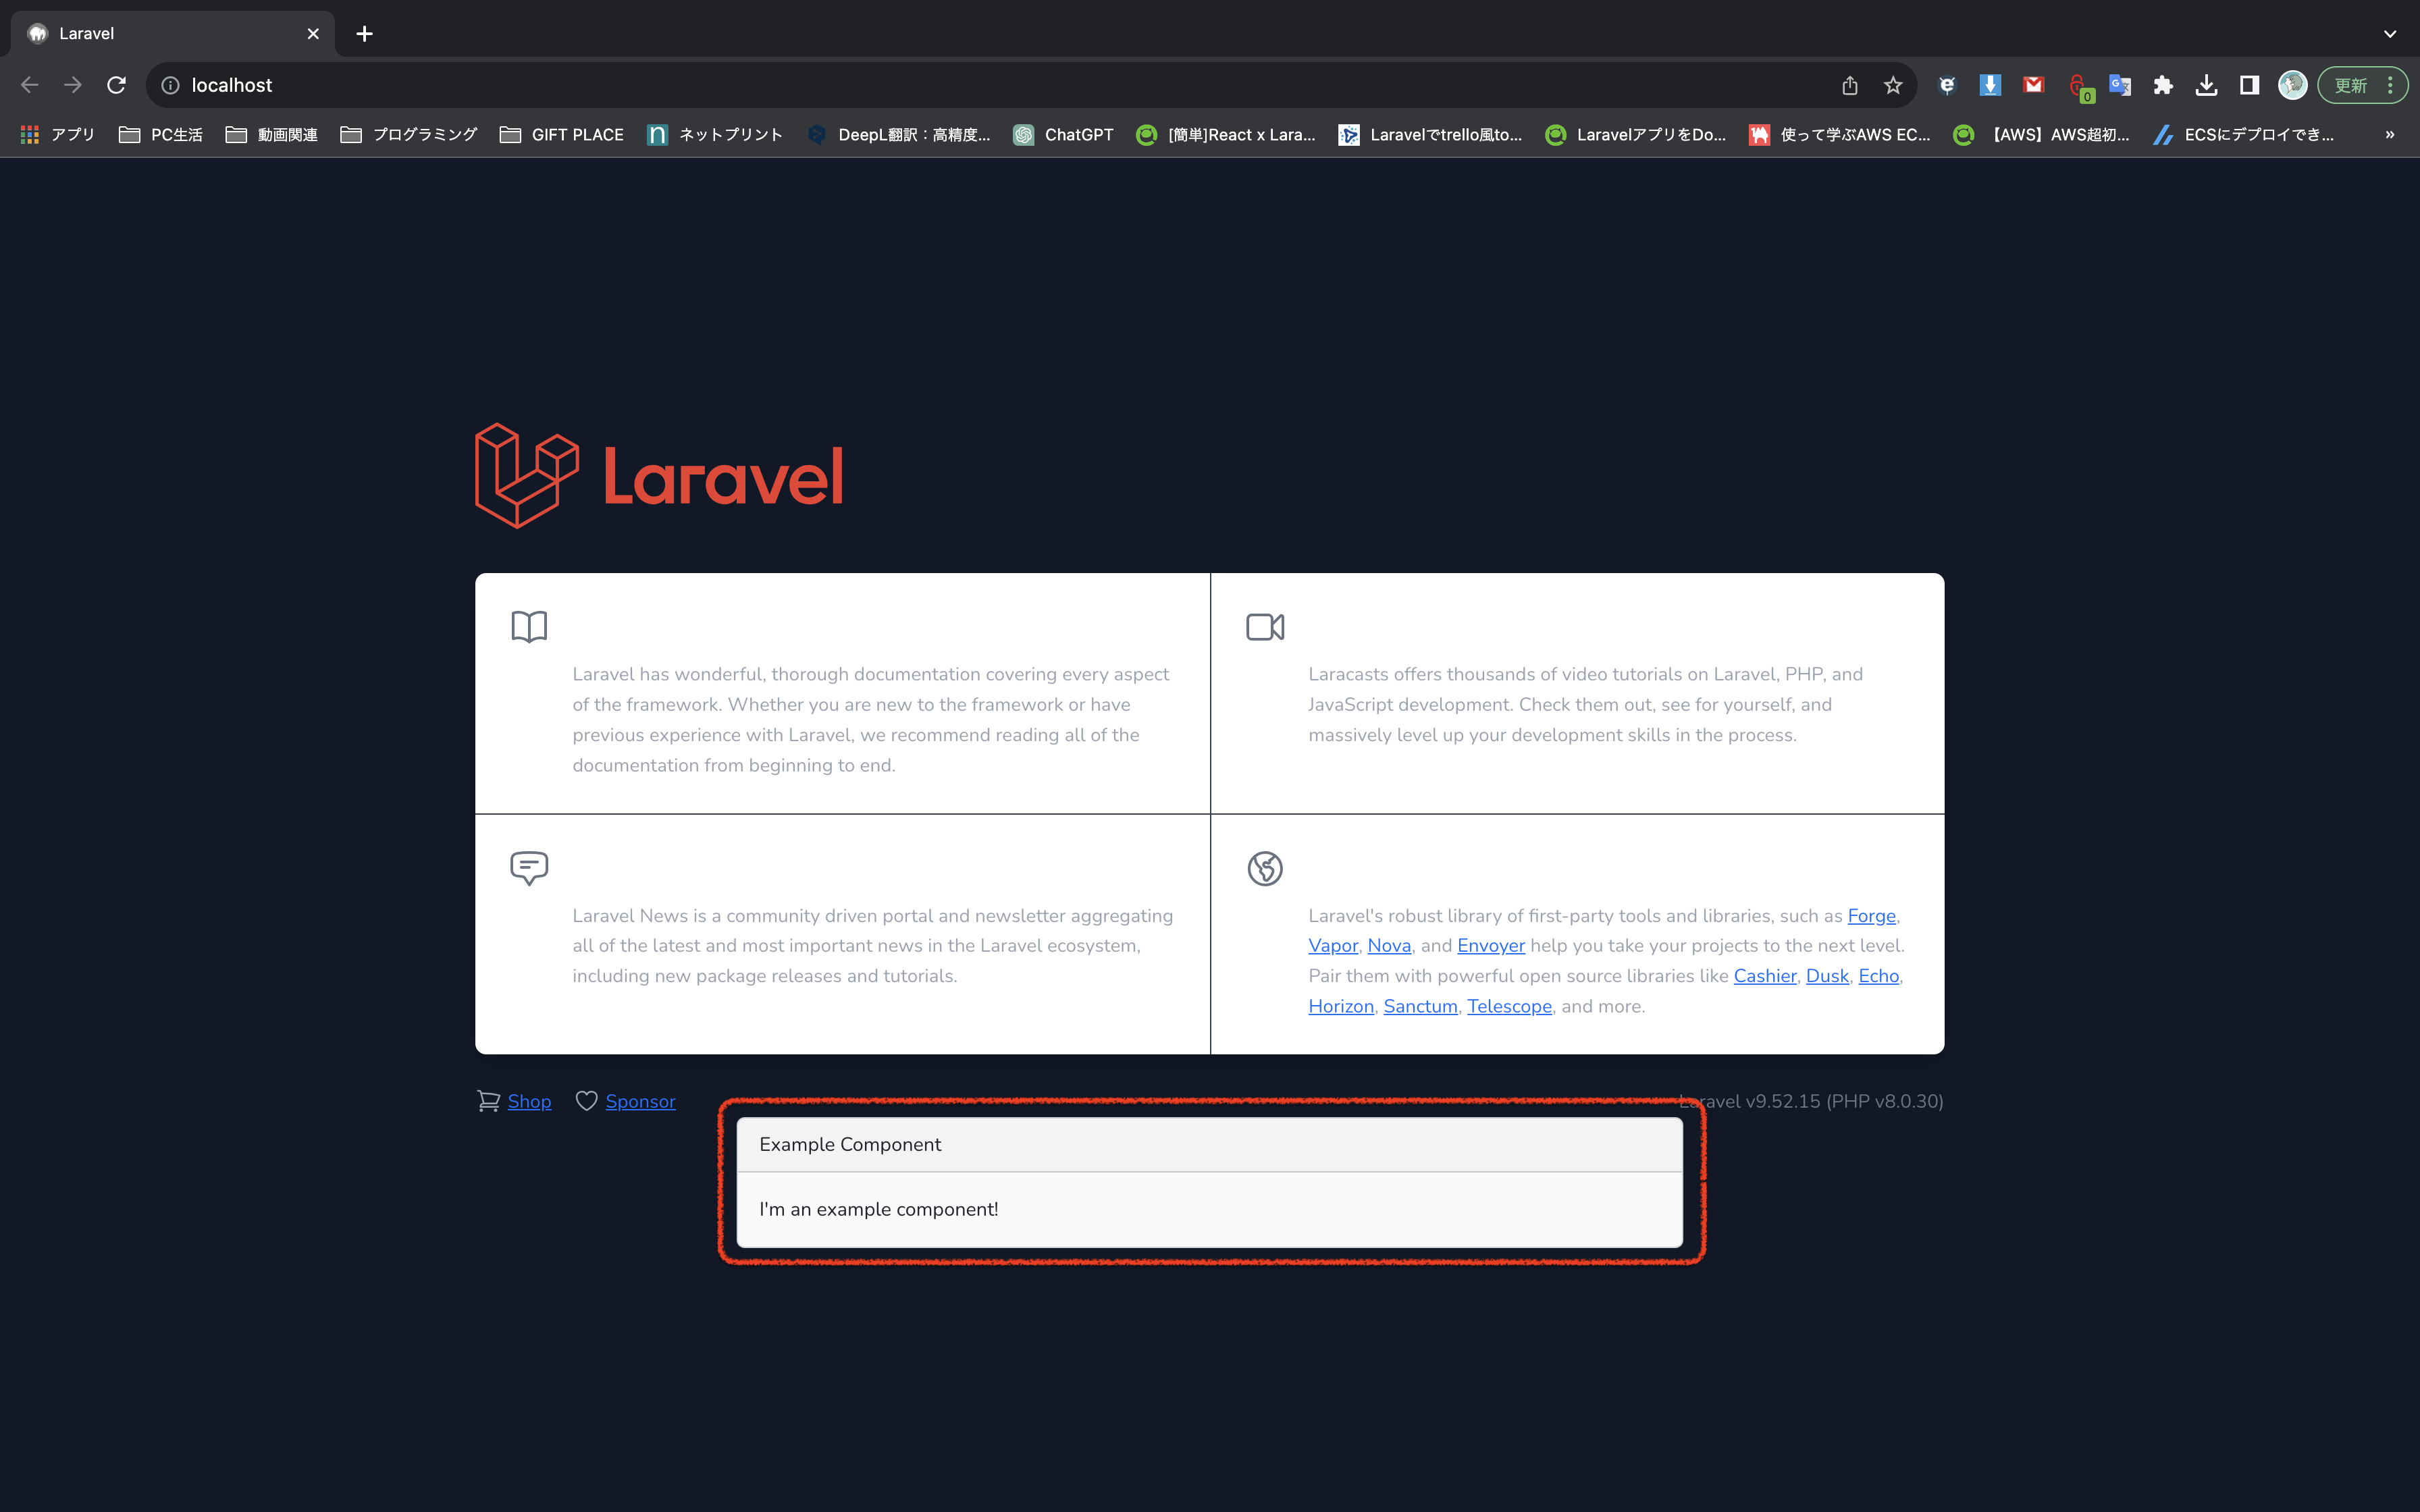 Laravel
localhost
更新
アプリ
PC生活
動画関連
プログラミング
GIFT PLACE
ネットプリント
DeepL翻訳：高精度...
ChatGPT
[簡単]React x Lara...
Laravelでtrello風to...
LaravelアプリをDo...
使って学ぶAWS EC...
【AWS】AWS超初...
ECSにデプロイでき...
»
Laravel
Laravel has wonderful, thorough documentation covering every aspect
of the framework. Whether you are new to the framework or have
previous experience with Laravel, we recommend reading all of the
documentation from beginning to end.
Laracasts offers thousands of video tutorials on Laravel, PHP, and
JavaScript development. Check them out, see for yourself, and
massively level up your development skills in the process.
Laravel News is a community driven portal and newsletter aggregating
all of the latest and most important news in the Laravel ecosystem,
including new package releases and tutorials.
Laravel's robust library of first-party tools and libraries, such as Forge,
Vapor, Nova, and Envoyer help you take your projects to the next level.
Pair them with powerful open source libraries like Cashier, Dusk, Echo,
Horizon, Sanctum, Telescope, and more.
Shop
Sponsor
Laravel v9.52.15 (PHP v8.0.30)
Example Component
I'm an example component!